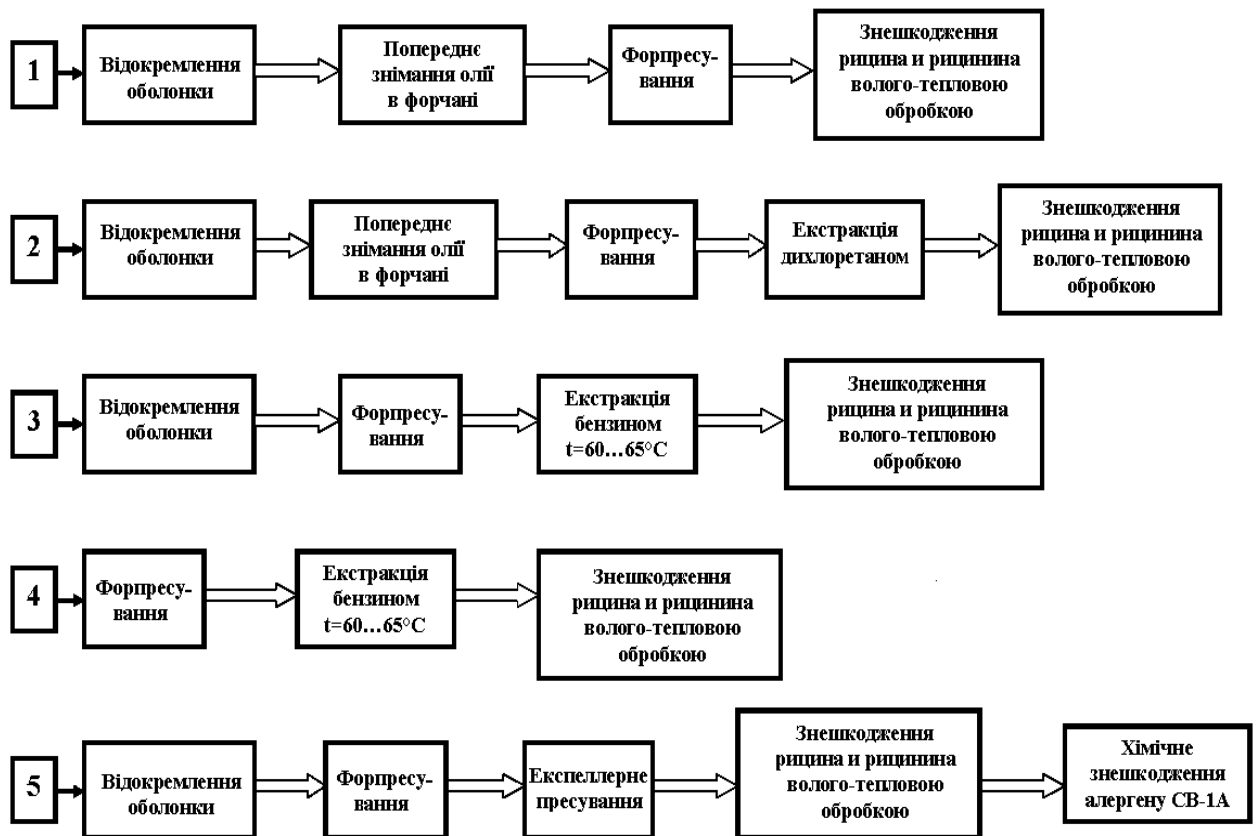 1
Відокремлення
оболонки
Попереднє
знімання олії
в форчані
Форпресу-
вання
Знешкодження
рицина и рицинина
волого-тепловою
обробкою
2
Відокремлення
оболонки
Попереднє
знімання олії
в форчані
Форпресу-
вання
Екстракція
дихлоретаном
Знешкодження
рицина и рицинина
волого-тепловою
обробкою
3
Відокремлення
оболонки
Форпресу-
вання
Екстракція
бензином
t=60...65°C
Знешкодження
рицина и рицинина
волого-тепловою
обробкою
4
Форпресу-
вання
Екстракція
бензином
t=60...65°C
Знешкодження
рицина и рицинина
волого-тепловою
обробкою
5
Відокремлення
оболонки
Форпресу-
вання
Експеллерне
пресування
Знешкодження
рицина и рицинина
волого-тепловою
обробкою
Хімічне
знешкодження
алергену СВ-1А